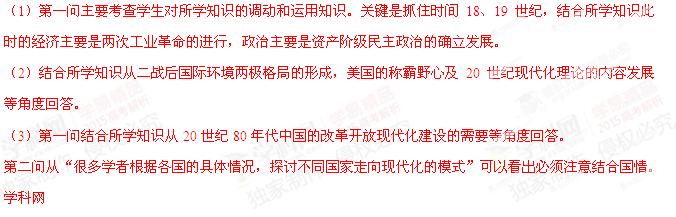 （1）第一问主要考查学生对所学知识的调动和运用知识。关键是抓住时间 18、19 世纪，结合所学知识此
时的经济主要是两次工业革命的进行，政治主要是资产阶级民主政治的确立发展。
（2）结合所学知识从二战后国际环境两极格局的形成，美国的称霸野心及 20 世纪现代化理论的内容发展
等角度回答。
（3）第一问结合所学知识从20世纪80年代中国的改革开放现代化建设的需要等角度回答。
第二问从“很多学者根据各国的具体情况，探讨不同国家走向现代化的模式”可以看出必须注意结合国情。
学科网